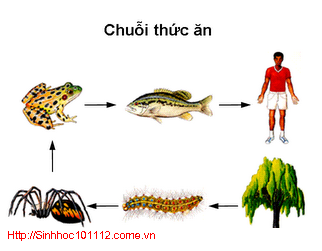 Chuỗi thức ăn
Http://Sinhhoc101112.come.vn